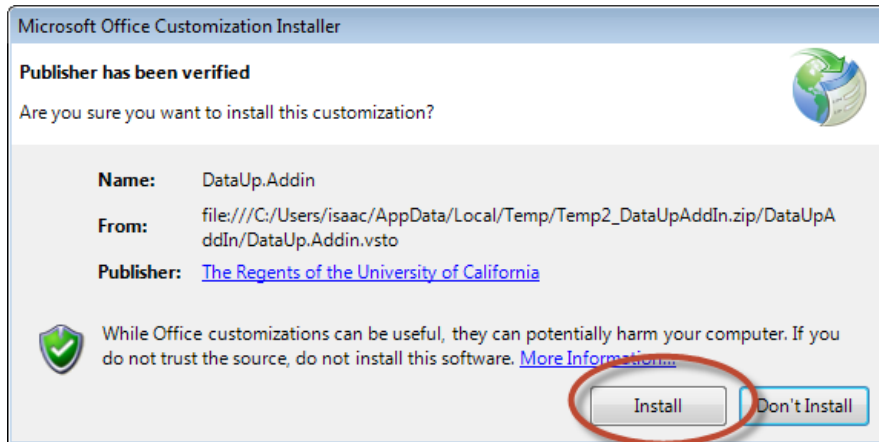 Microsoft Office Customization Installer
Publisher has been verified
Are you sure you want to install this customization?
Name: DataUp.Addin
From: file:///C:/Users/isaac/AppData/Local/Temp/Temp2_DataUpAddIn.zip/DataUpA
ddIn/DataUp.Addin.vsto
Publisher: The Regents of the University of California
While Office customizations can be useful, they can potentially harm your computer. If you
do not trust the source, do not install this software. More Information...
Install Don't Install